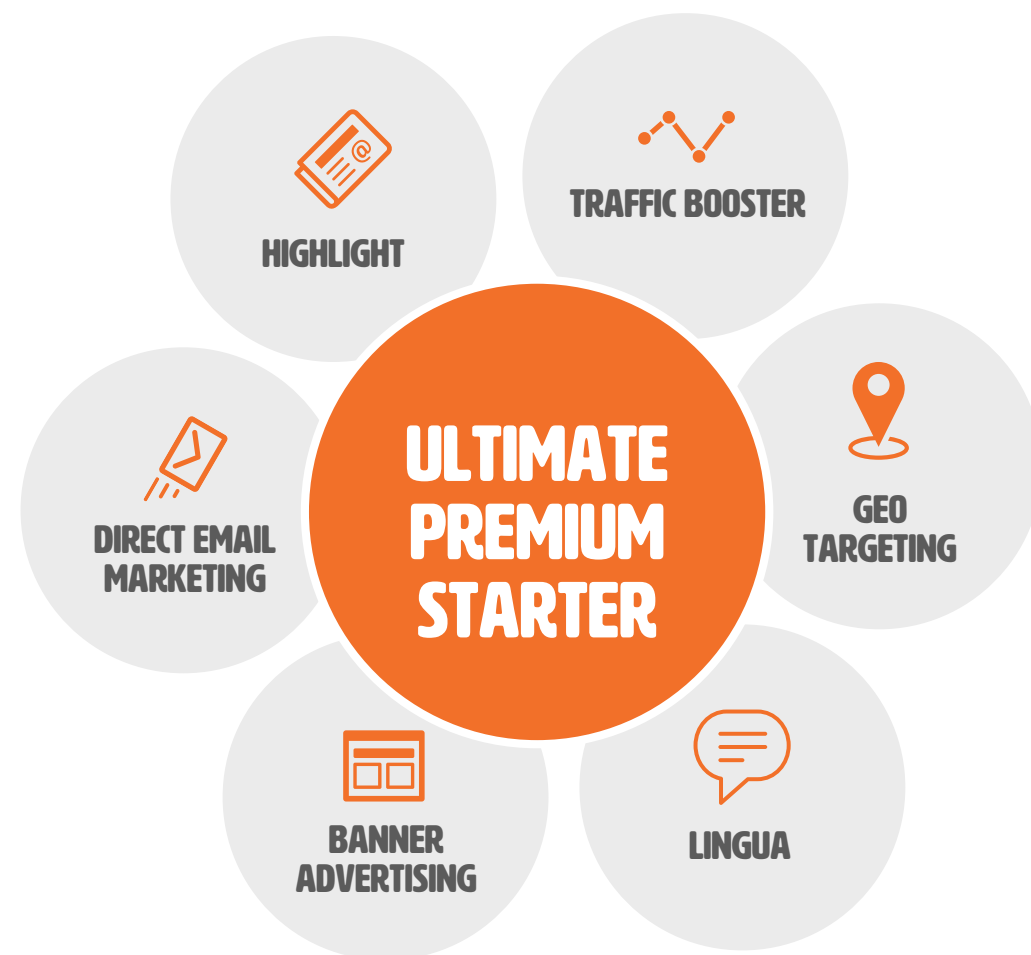 HIGHLIGHT
TRAFFIC BOOSTER
GEO
TARGETING
LINGUA
BANNER
ADVERTISING
DIRECT EMAIL
MARKETING
ULTIMATE
PREMIUM
STARTER
@